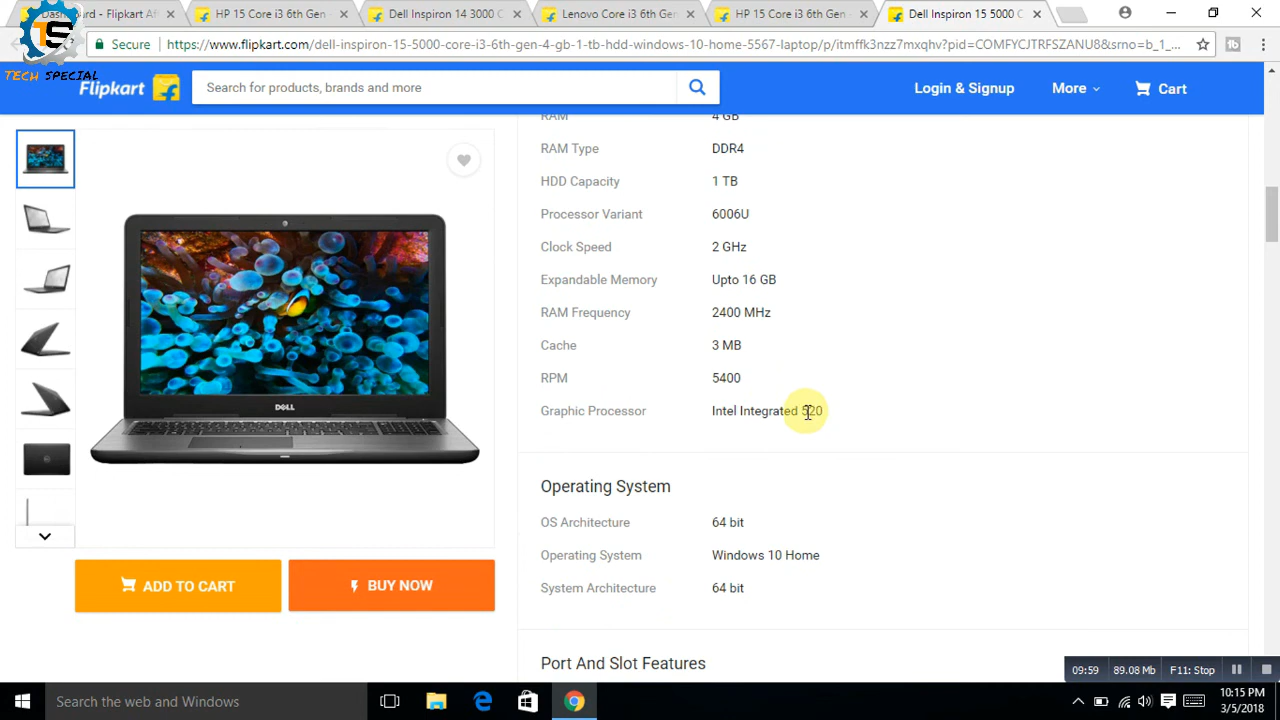 Dashboard - Flipkart Af
HP 15 Core i3 6th Gen
Dell Inspiron 14 300
Lenovo Core i3 6th Ge
Core i3 6th Gen
Dell Inspiron 15 5000 C
Secure
https://www.flipkart.com/dell-inspiron-15-5000-core-i3-6th-gen-4-gb-1-tb-hdd-windows-10-home-5567-laptop/p/itmffk3nzz7mxqhv?pid=COMFYCJTRFSZANU8&srno=b_1_...
TS
TECH SPECIAL
Flipkart
Search for products, brands and more
Login & Signup
More
Cart
RAM 4 GB
RAM Type DDR4
HDD Capacity 1 TB
Processor Variant 6006U
Clock Speed 2 GHz
Expandable Memory Upto 16 GB
RAM Frequency 2400 MHz
Cache 3 MB
RPM 5400
Graphic Processor Intel Integrated 520
DELL
Operating System
OS Architecture 64 bit
Operating System Windows 10 Home
System Architecture 64 bit
ADD TO CART
BUY NOW
Port And Slot Features
09:59 89.08 Mb F11: Stop
Search the web and Windows
10:15 PM
3/5/2018